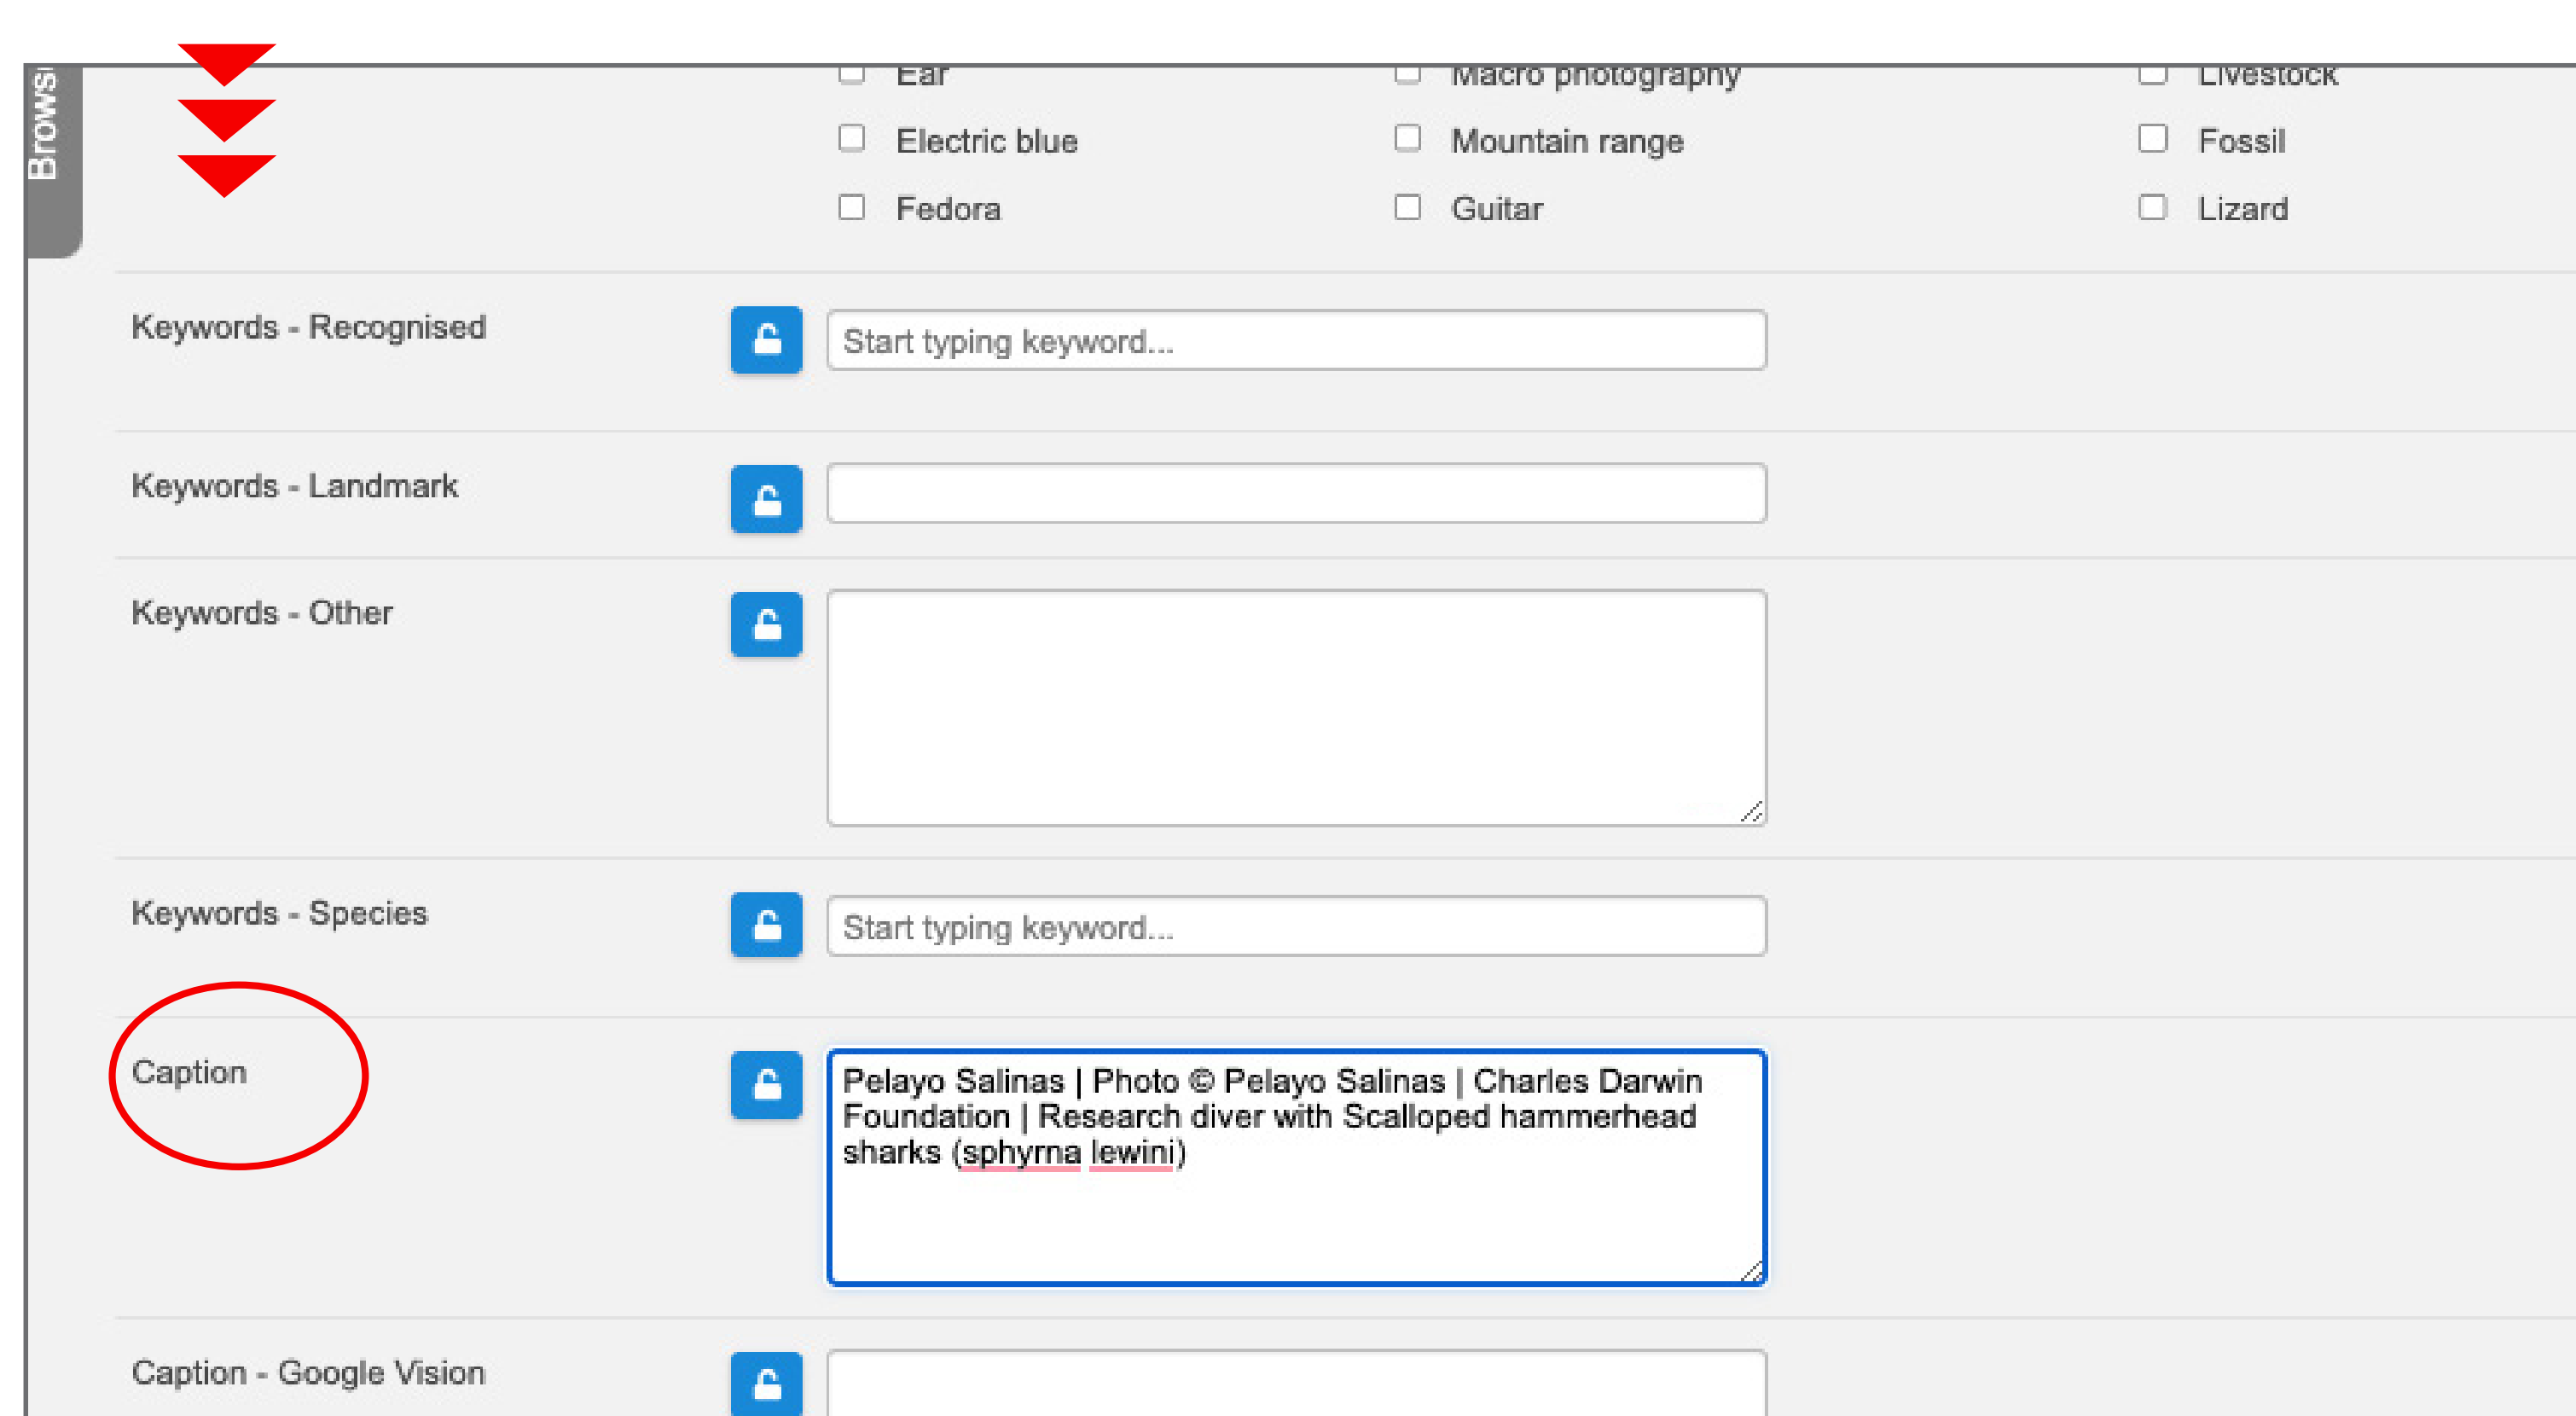 Brows
Ear Macro photography Livestock
Electric blue Mountain range Fossil
Fedora Guitar Lizard
Keywords - Recognised Start typing keyword...
Keywords - Landmark
Keywords - Other
Keywords - Species Start typing keyword...
Caption Pelayo Salinas | Photo © Pelayo Salinas | Charles Darwin
Foundation | Research diver with Scalloped hammerhead
sharks (sphyrna lewini)
Caption - Google Vision